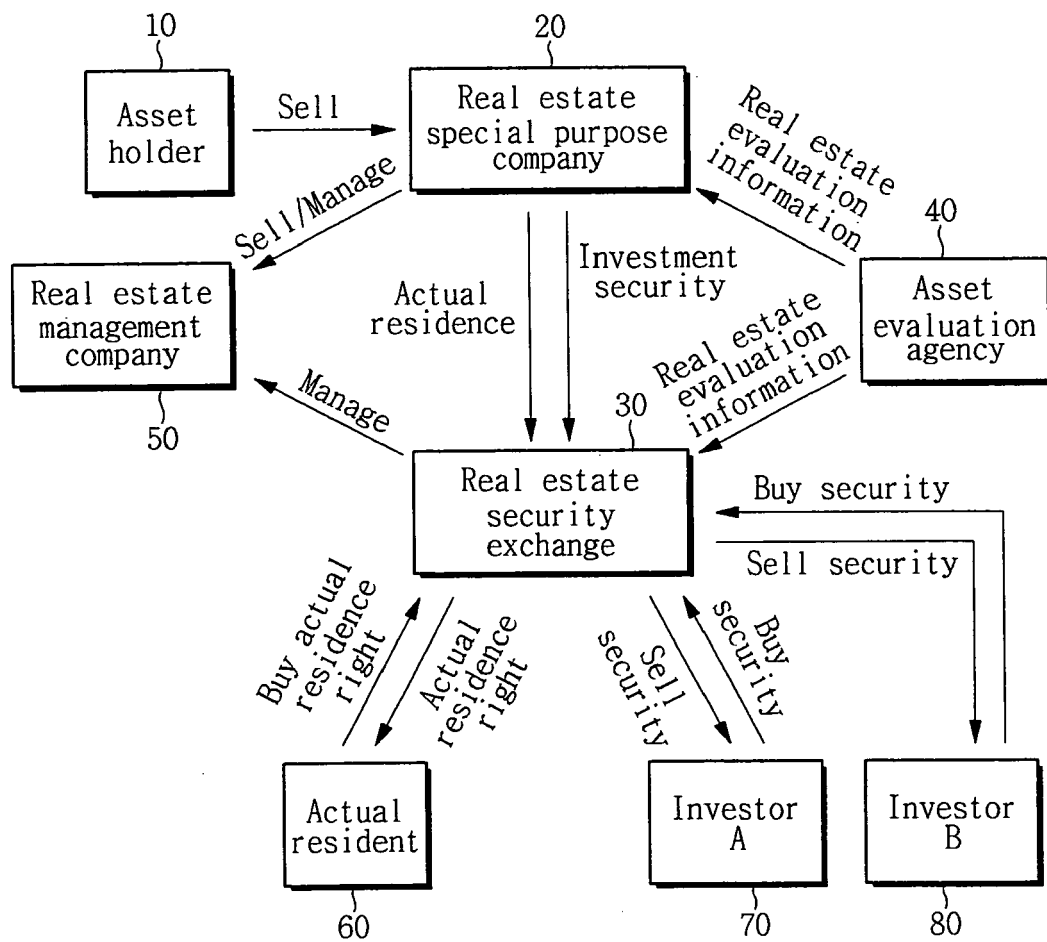 10
20
Asset
holder
Sell
Real estate
special purpose
company
Real estate
evaluation
information
40
Sell/Manage
Real estate
management
company
50
Actual
residence
Investment
security
Asset
evaluation
agency
Real estate
evaluation
information
Manage
30
Real estate
security
exchange
Buy security
Sell security
Buy actual
residence
right
Actual
residence
right
Sell
security
Buy
security
Actual
resident
60
Investor
A
70
Investor
B
80